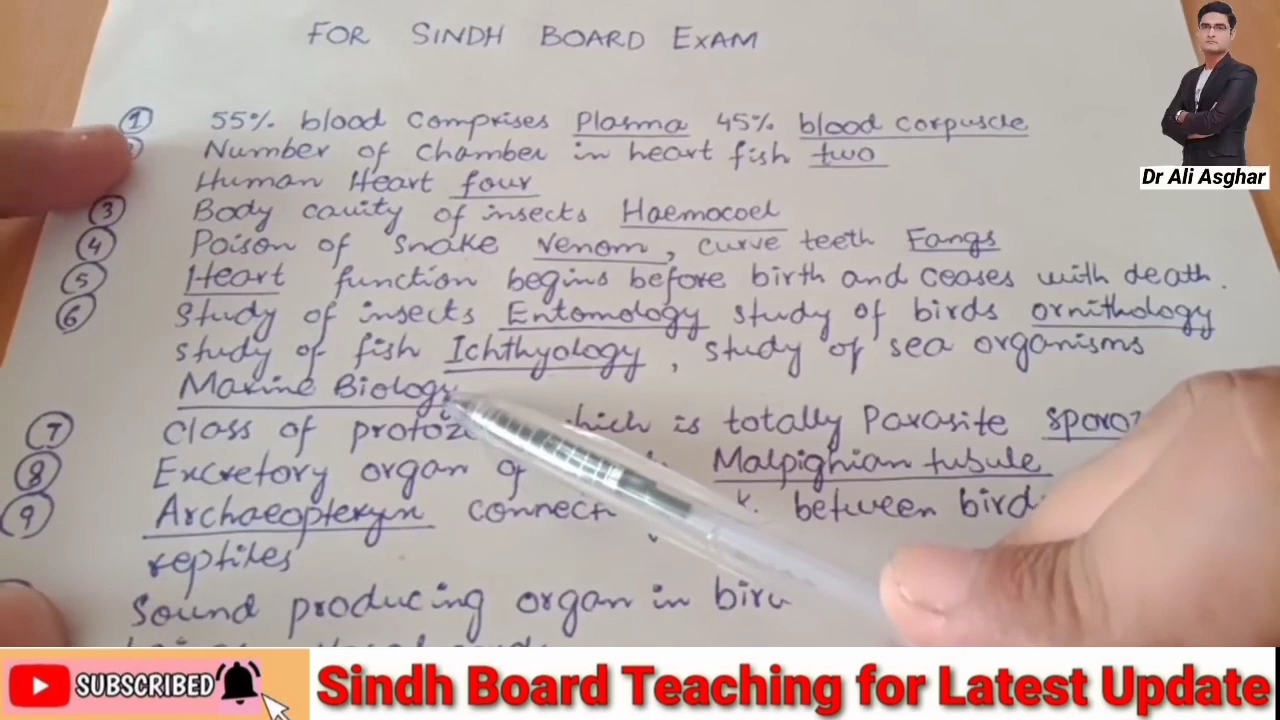 FOR SINDH BOARD EXAM
Dr Ali Asghar
① 55% blood comprises Plasma 45% blood corpuscle
Number of chamber in heart fish two
Human Heart four
③ Body cavity of insects Haemocoel
④ Poison of snake Venom, curve teeth Fangs
⑤ Heart function begins before birth and ceases with death.
⑥ Study of insects Entomology study of birds ornithology
study of fish Ichthyology, study of sea organisms
Marine Biology
⑦ Class of which is totally Parasite
⑧ Excretory organ of Malpighian tubule
⑨ Archaeopteryx between
reptiles
Sound producing organ in
SUBSCRIBED
Sindh Board Teaching for Latest Update